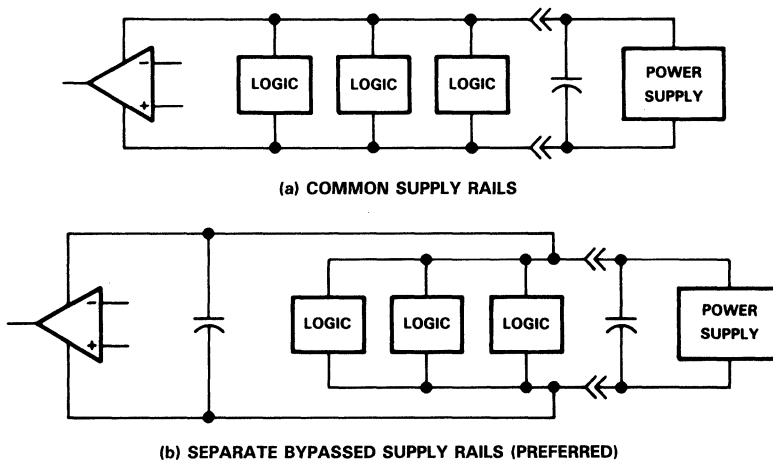 LOGIC LOGIC LOGIC POWER
SUPPLY
(a) COMMON SUPPLY RAILS
LOGIC LOGIC LOGIC POWER
SUPPLY
(b) SEPARATE BYPASSED SUPPLY RAILS (PREFERRED)